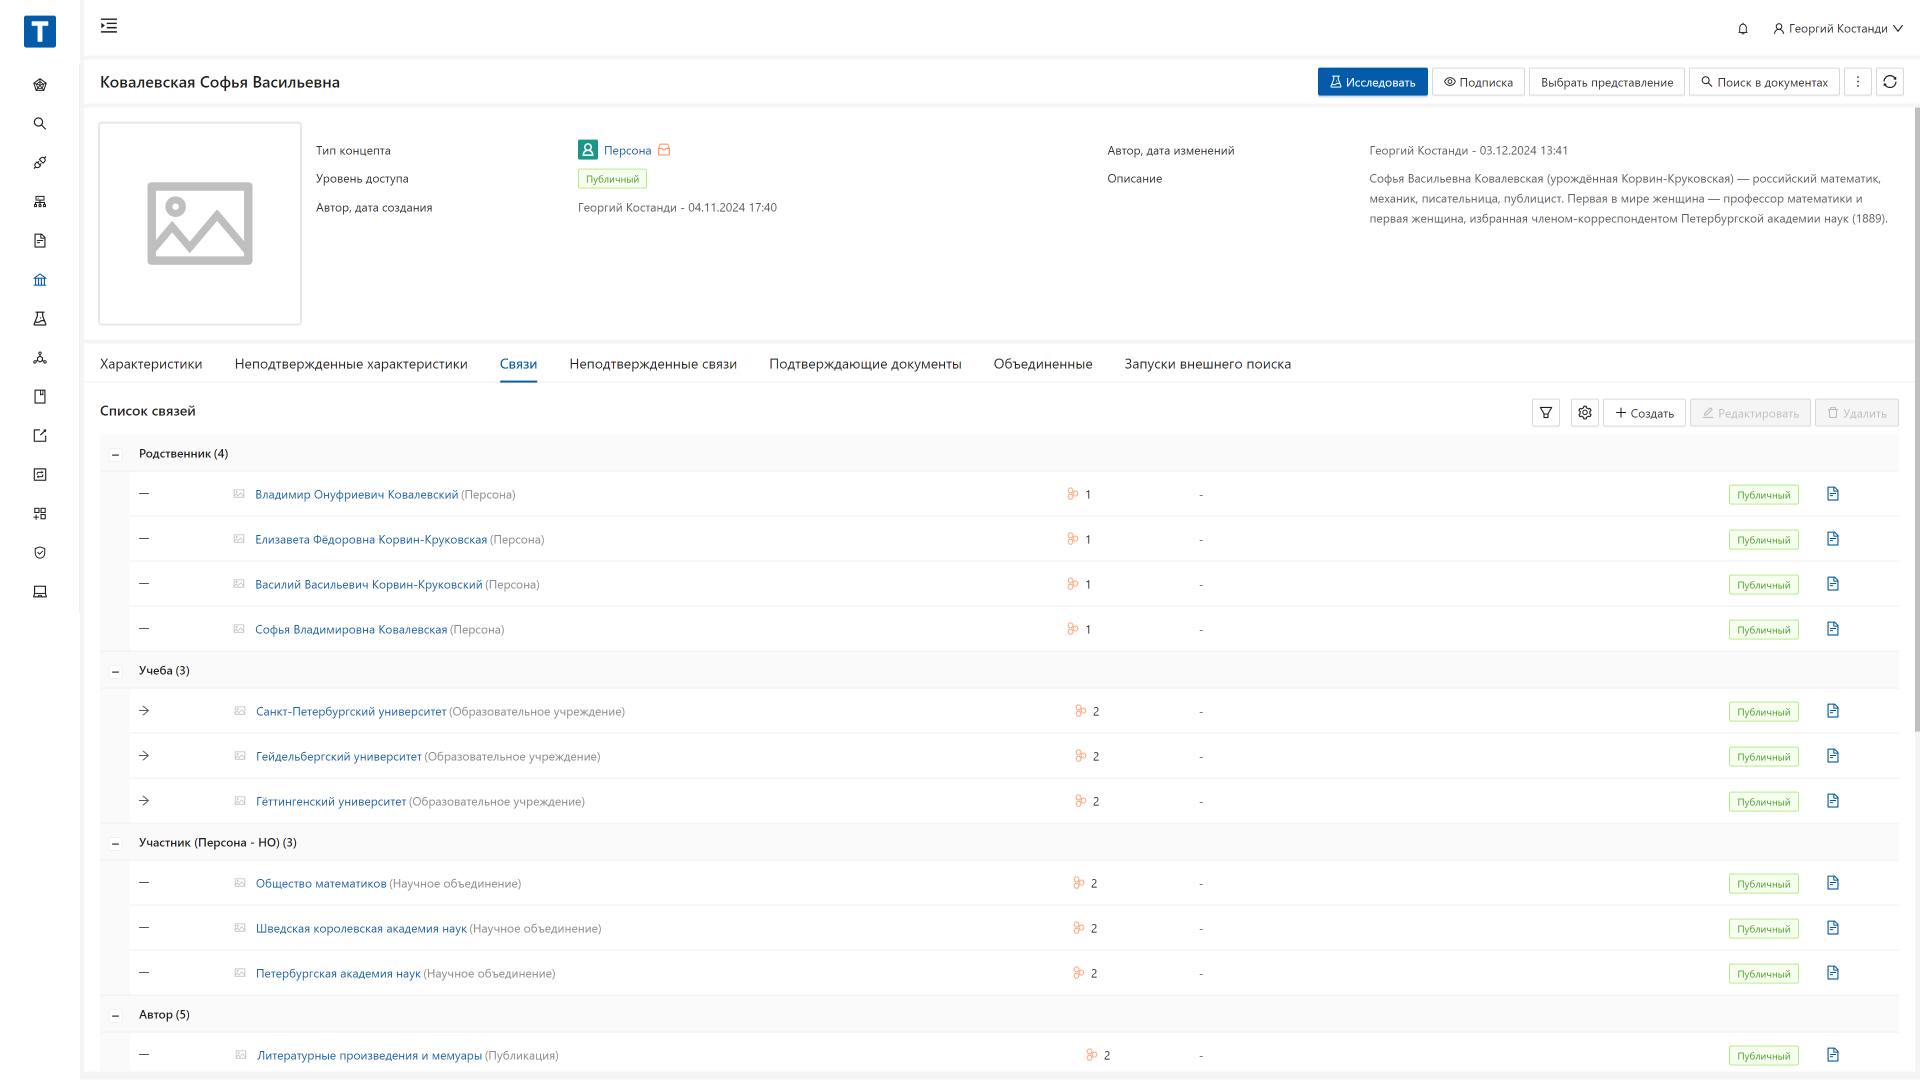 T
Георгий Костанди
Ковалевская Софья Васильевна
Исследовать
Подписка
Выбрать представление
Поиск в документах
Тип концепта
Персона
Уровень доступа
Публичный
Автор, дата создания
Георгий Костанди - 04.11.2024 17:40
Автор, дата изменений
Георгий Костанди - 03.12.2024 13:41
Описание
Софья Васильевна Ковалевская (урождённая Корвин-Круковская) — российский математик,
механик, писательница, публицист. Первая в мире женщина — профессор математики и
первая женщина, избранная членом-корреспондентом Петербургской академии наук (1889).
Характеристики
Неподтвержденные характеристики
Связи
Неподтвержденные связи
Подтверждающие документы
Объединенные
Запуски внешнего поиска
Список связей
Создать
Редактировать
Удалить
Родственник (4)
Владимир Онуфриевич Ковалевский (Персона) 1 - Публичный
Елизавета Фёдоровна Корвин-Круковская (Персона) 1 - Публичный
Василий Васильевич Корвин-Круковский (Персона) 1 - Публичный
Софья Владимировна Ковалевская (Персона) 1 - Публичный
Учеба (3)
Санкт-Петербургский университет (Образовательное учреждение) 2 - Публичный
Гейдельбергский университет (Образовательное учреждение) 2 - Публичный
Гёттингенский университет (Образовательное учреждение) 2 - Публичный
Участник (Персона - НО) (3)
Общество математиков (Научное объединение) 2 - Публичный
Шведская королевская академия наук (Научное объединение) 2 - Публичный
Петербургская академия наук (Научное объединение) 2 - Публичный
Автор (5)
Литературные произведения и мемуары (Публикация) 2 - Публичный